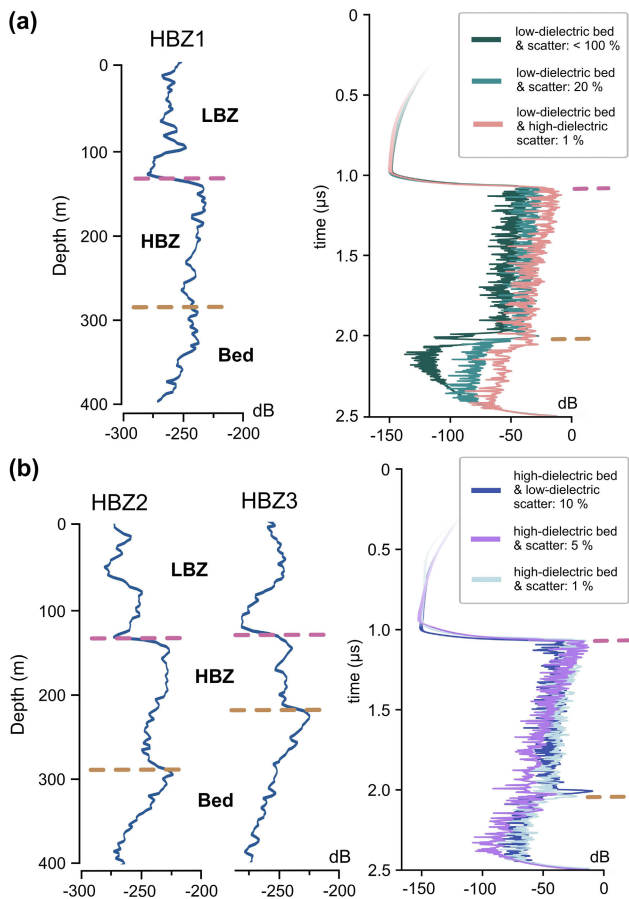 (a)
HBZ1
0
100
200
300
400
Depth (m)
LBZ
HBZ
Bed
-300
-250
-200
dB
0
0.5
1.0
1.5
2.0
2.5
time (μs)
low-dielectric bed
& scatter: < 100 %
low-dielectric bed
& scatter: 20 %
low-dielectric bed
& high-dielectric
scatter: 1 %
dB
-150
-100
-50
0
(b)
HBZ2
HBZ3
0
100
200
300
400
Depth (m)
LBZ
HBZ
Bed
-300
-250
-200
-250
-200
dB
0
0.5
1.0
1.5
2.0
2.5
time (μs)
high-dielectric bed
& low-dielectric
scatter: 10 %
high-dielectric bed
& scatter: 5 %
high-dielectric bed
& scatter: 1 %
dB
-150
-100
-50
0